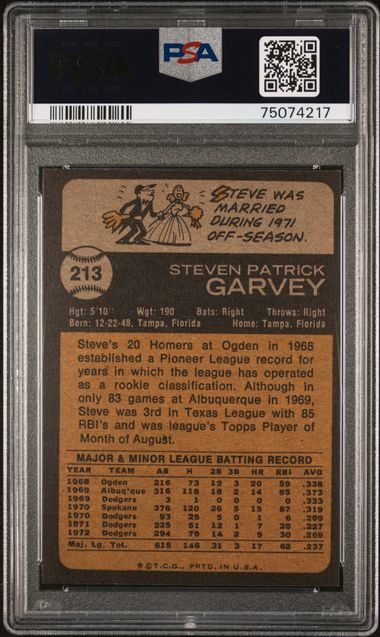 PSA
PSA
75074217
STEVE WAS
MARRIED
DURING 1971
OFF-SEASON.
213
STEVEN PATRICK
GARVEY
Hgt: 5'10" Wgt: 190 Bats: Right Throws: Right
Born: 12-22-48, Tampa, Florida Home: Tampa, Florida
Steve's 20 Homers at Ogden in 1968
established a Pioneer League record for
years in which the league has operated
as a rookie classification. Although in
only 83 games at Albuquerque in 1969,
Steve was 3rd in Texas League with 85
RBI's and was league's Topps Player of
Month of August.
MAJOR & MINOR LEAGUE BATTING RECORD
YEAR TEAM AB H 2B 3B HR RBI AVG
1968 Ogden 216 73 12 3 20 59 .338
1969 Albuq'que 316 118 18 2 14 85 .373
1969 Dodgers 3 1 0 0 0 0 .333
1970 Spokane 376 120 26 5 15 87 .319
1970 Dodgers 93 25 5 0 1 6 .269
1971 Dodgers 225 51 12 1 7 26 .227
1972 Dodgers 294 79 14 2 9 30 .269
Maj. Lg. Tot. 615 146 31 3 17 62 .237
*© T.C.G., PRTD. IN U.S.A.